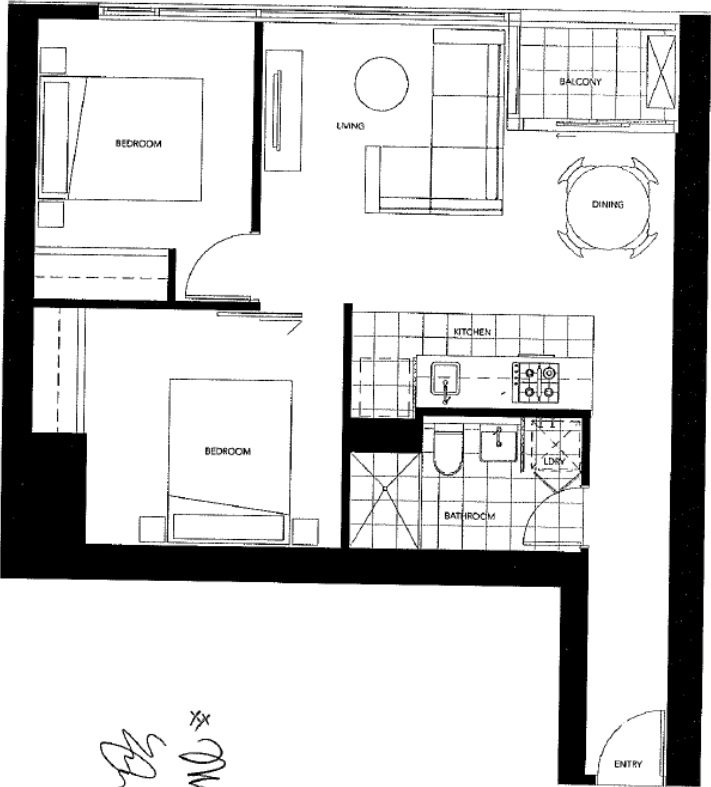 BALCONY
LIVING
BEDROOM
DINING
KITCHEN
BEDROOM
LDRY
BATHROOM
ENTRY